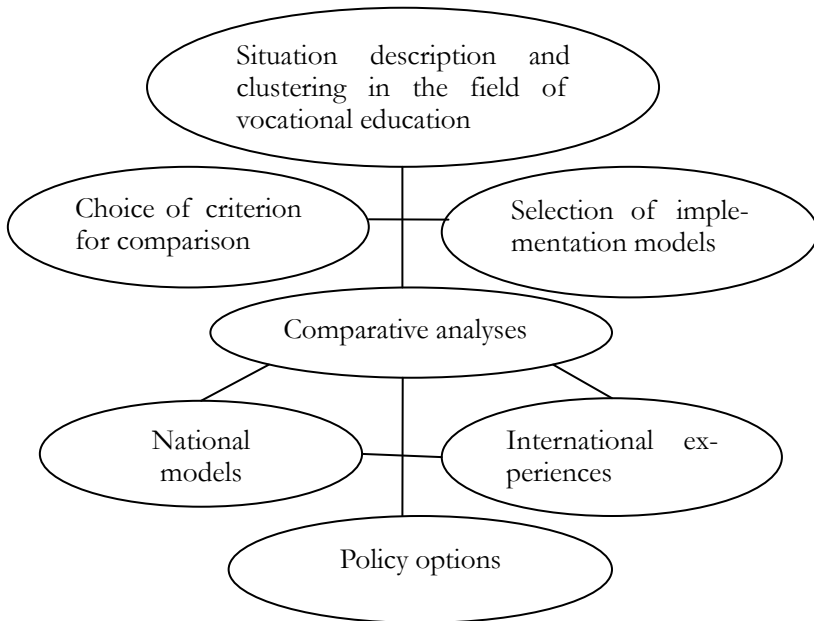 Situation description and
clustering in the field of
vocational education
Choice of criterion
for comparison
Selection of imple-
mentation models
Comparative analyses
National
models
International ex-
periences
Policy options